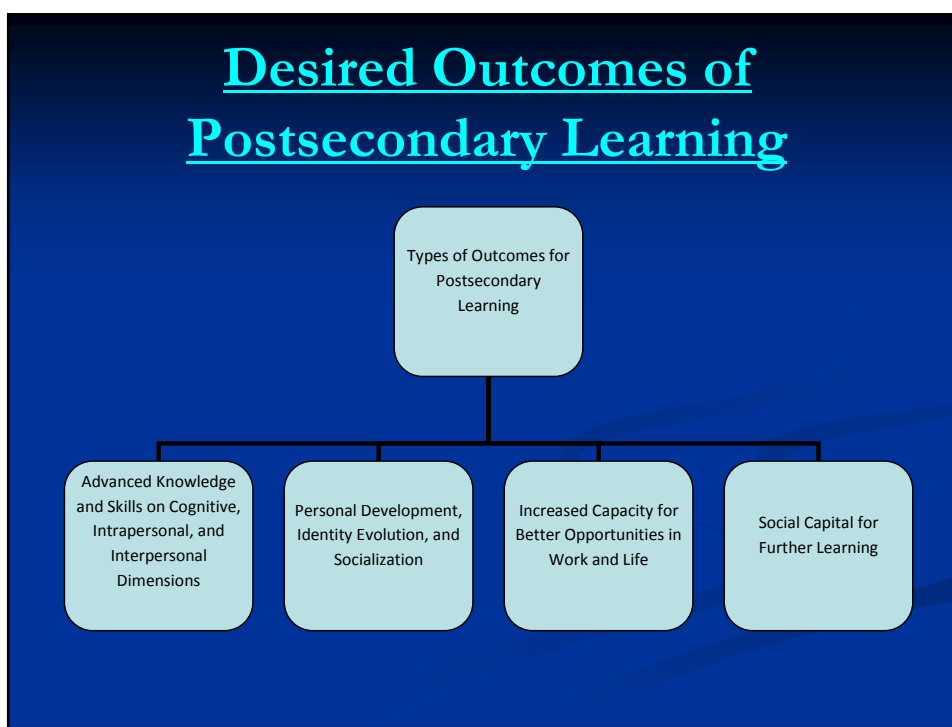 Desired Outcomes of
Postsecondary Learning
Types of Outcomes for
Postsecondary
Learning
Advanced Knowledge
and Skills on Cognitive,
Intrapersonal, and
Interpersonal
Dimensions
Personal Development,
Identity Evolution, and
Socialization
Increased Capacity for
Better Opportunities in
Work and Life
Social Capital for
Further Learning